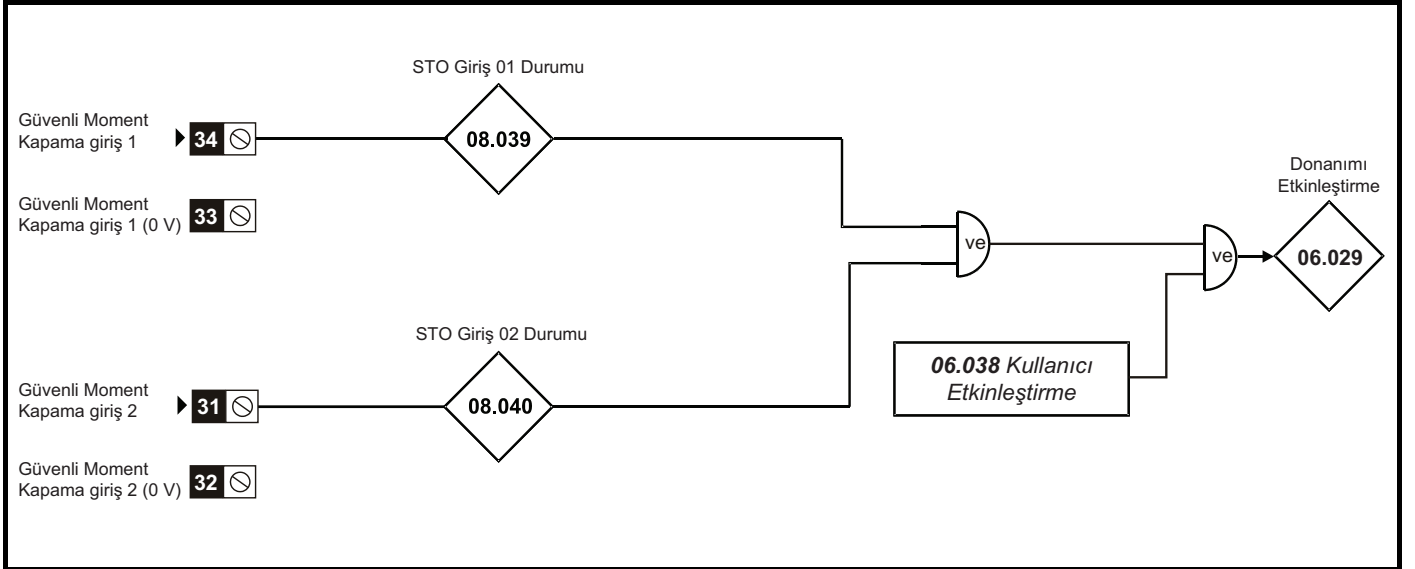 STO Giriş 01 Durumu
Güvenli Moment
Kapama giriş 1
34
08.039
Güvenli Moment
Kapama giriş 1 (0 V)
33
Donanımı
Etkinleştirme
ve
ve
06.029
STO Giriş 02 Durumu
06.038 Kullanıcı
Etkinleştirme
Güvenli Moment
Kapama giriş 2
31
08.040
Güvenli Moment
Kapama giriş 2 (0 V)
32